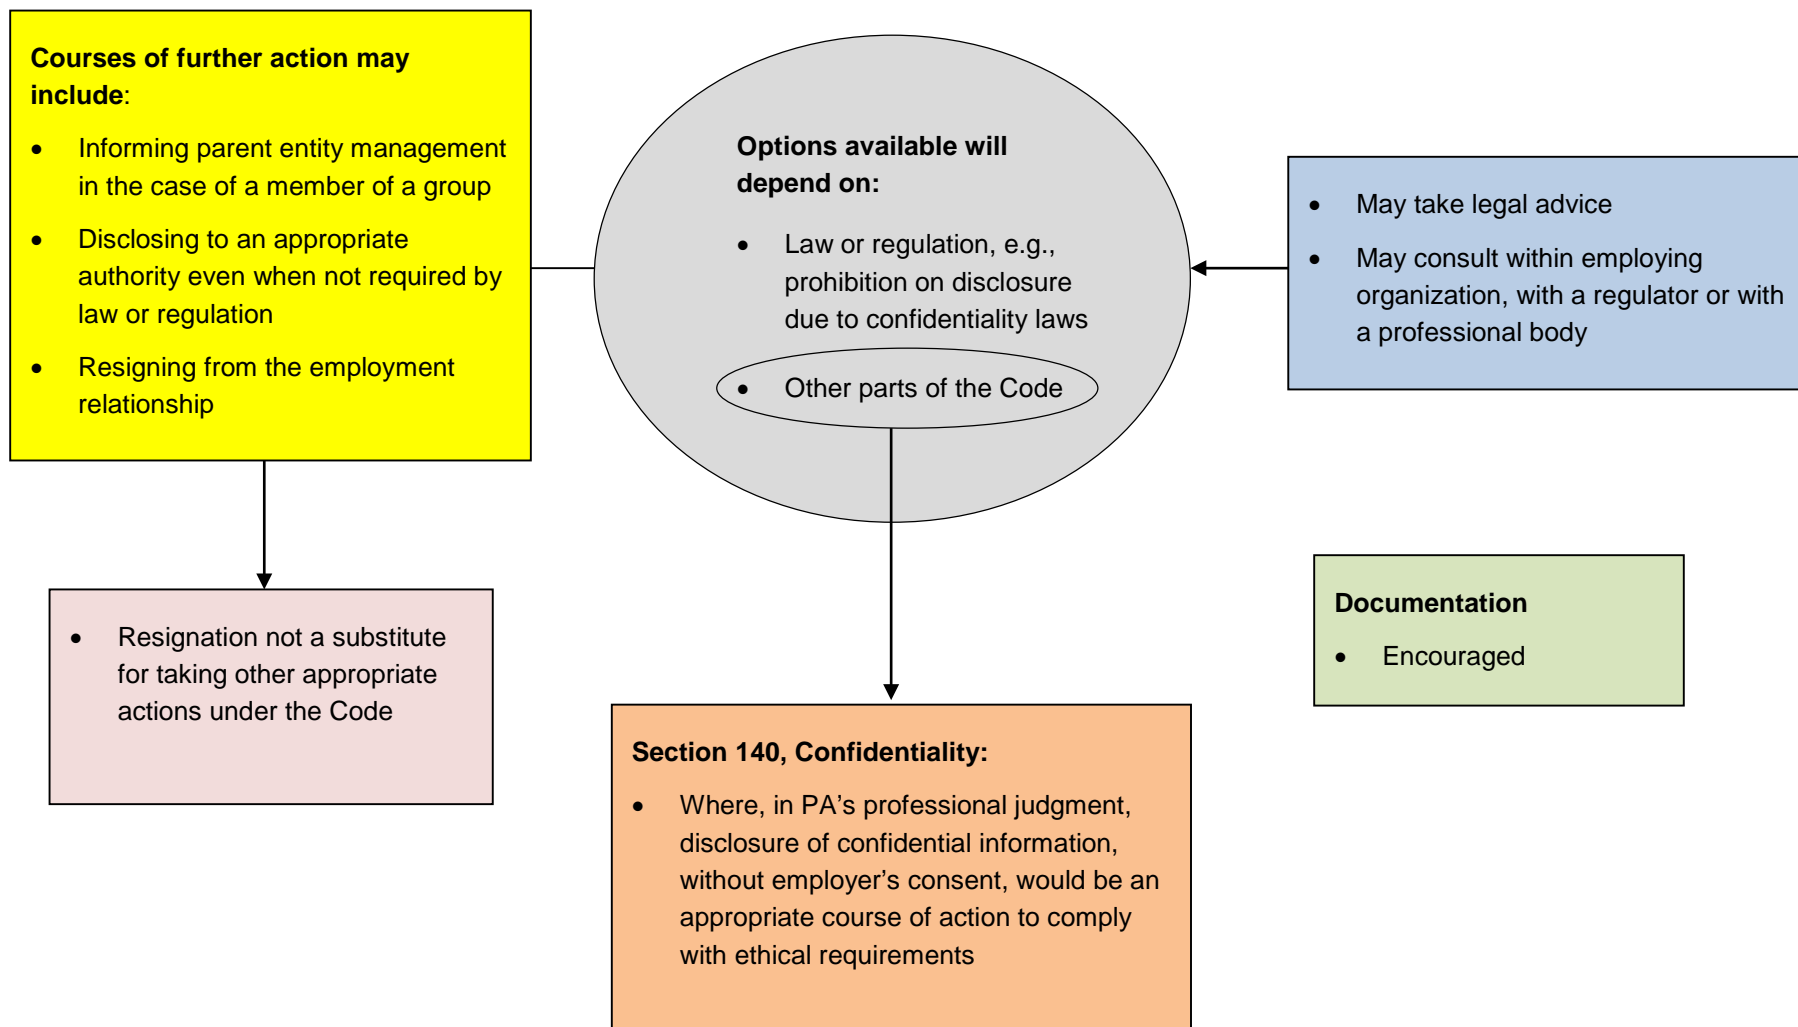 Courses of further action may
include:
• Informing parent entity management
in the case of a member of a group
• Disclosing to an appropriate
authority even when not required by
law or regulation
• Resigning from the employment
relationship
Options available will
depend on:
• Law or regulation, e.g.,
prohibition on disclosure
due to confidentiality laws
• Other parts of the Code
• May take legal advice
• May consult within employing
organization, with a regulator or with
a professional body
• Resignation not a substitute
for taking other appropriate
actions under the Code
Section 140, Confidentiality:
• Where, in PA’s professional judgment,
disclosure of confidential information,
without employer’s consent, would be an
appropriate course of action to comply
with ethical requirements
Documentation
• Encouraged